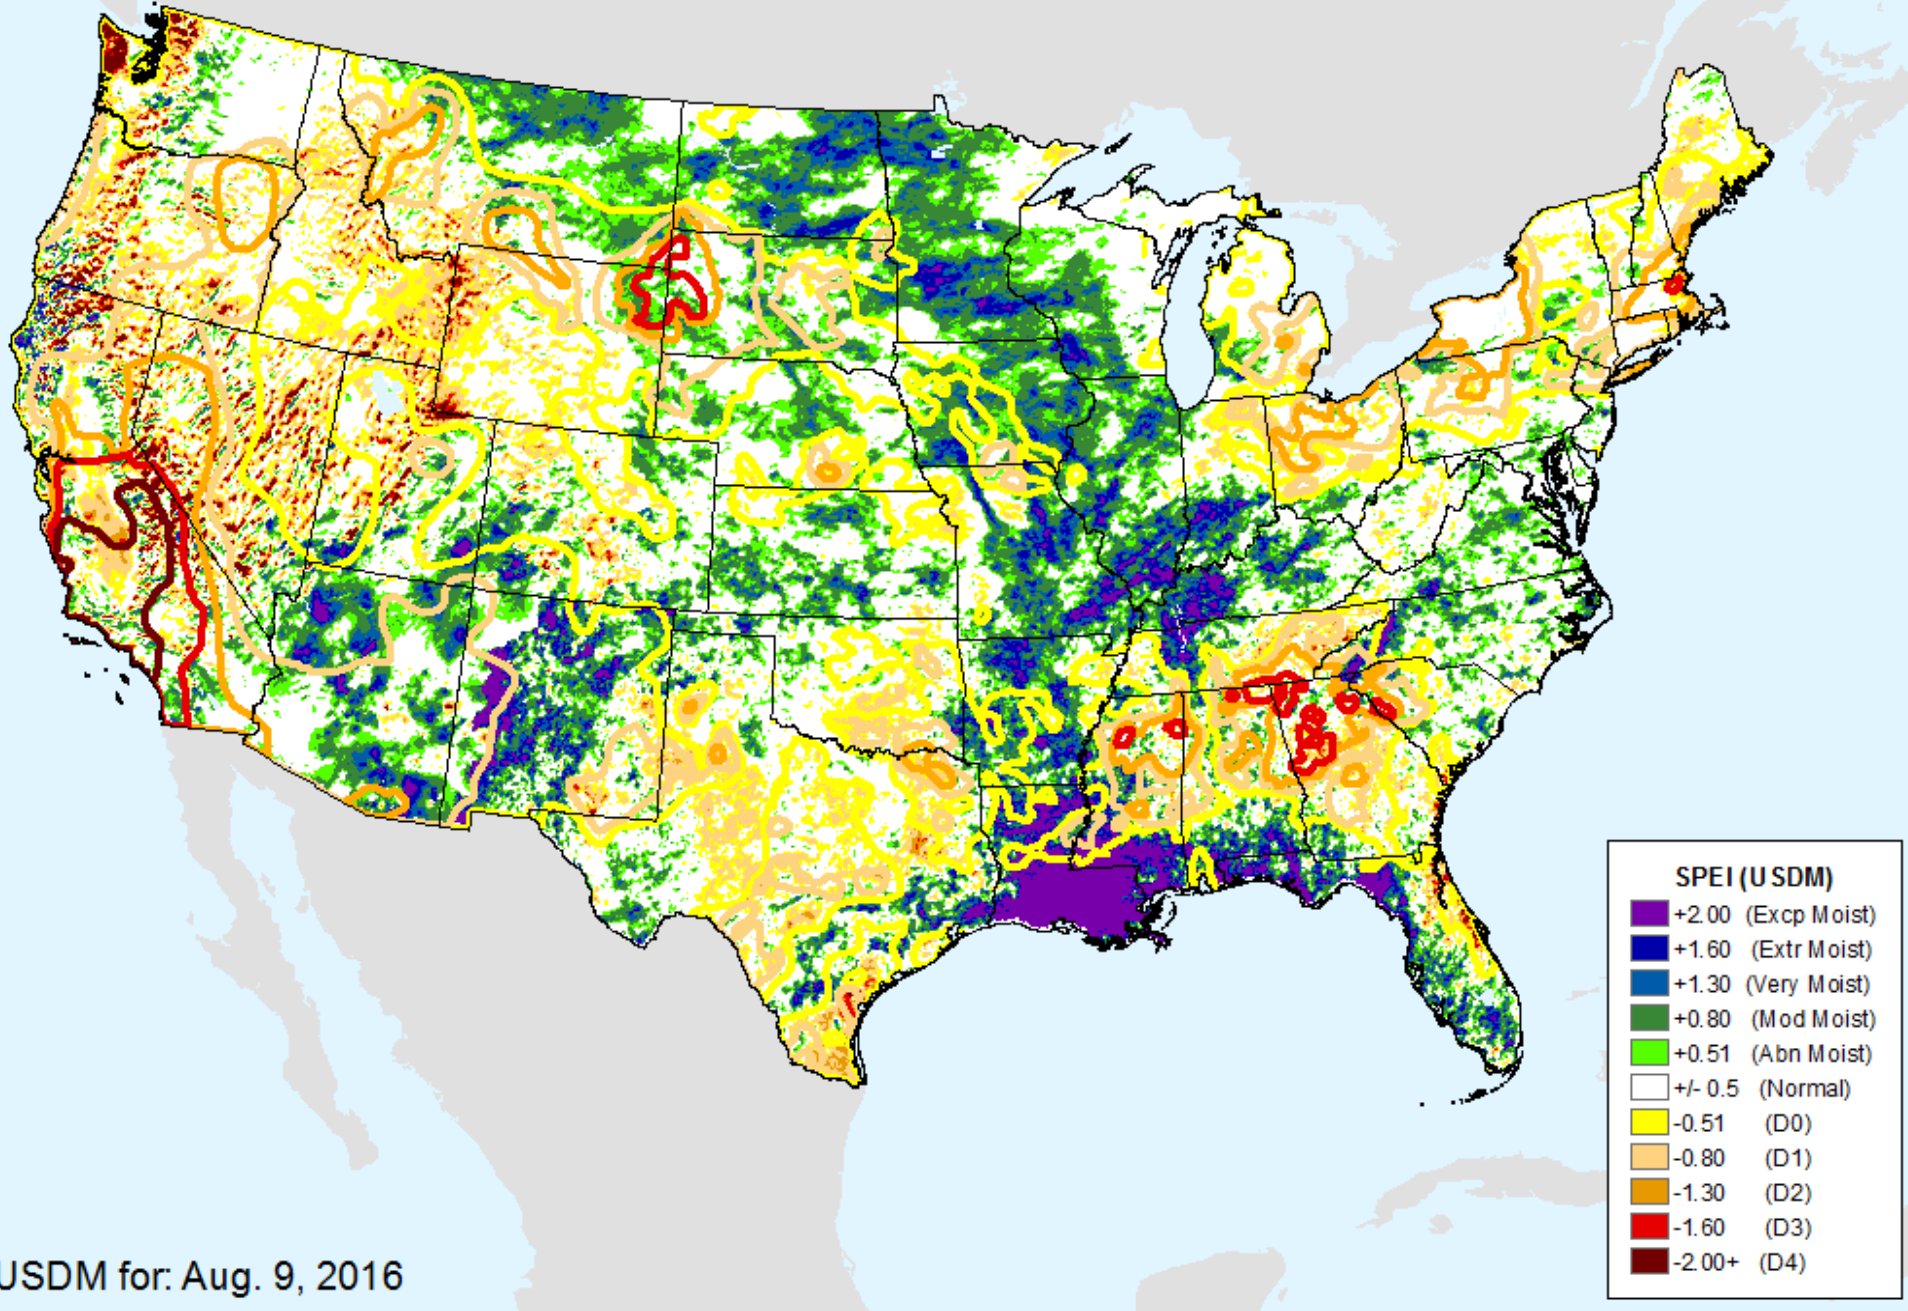 SPEI (USDM)
+2.00 (Excp Moist)
+1.60 (Extr Moist)
+1.30 (Very Moist)
+0.80 (Mod Moist)
+0.51 (Abn Moist)
+/- 0.5 (Normal)
-0.51 (D0)
-0.80 (D1)
-1.30 (D2)
-1.60 (D3)
-2.00+ (D4)
USDM for: Aug. 9, 2016